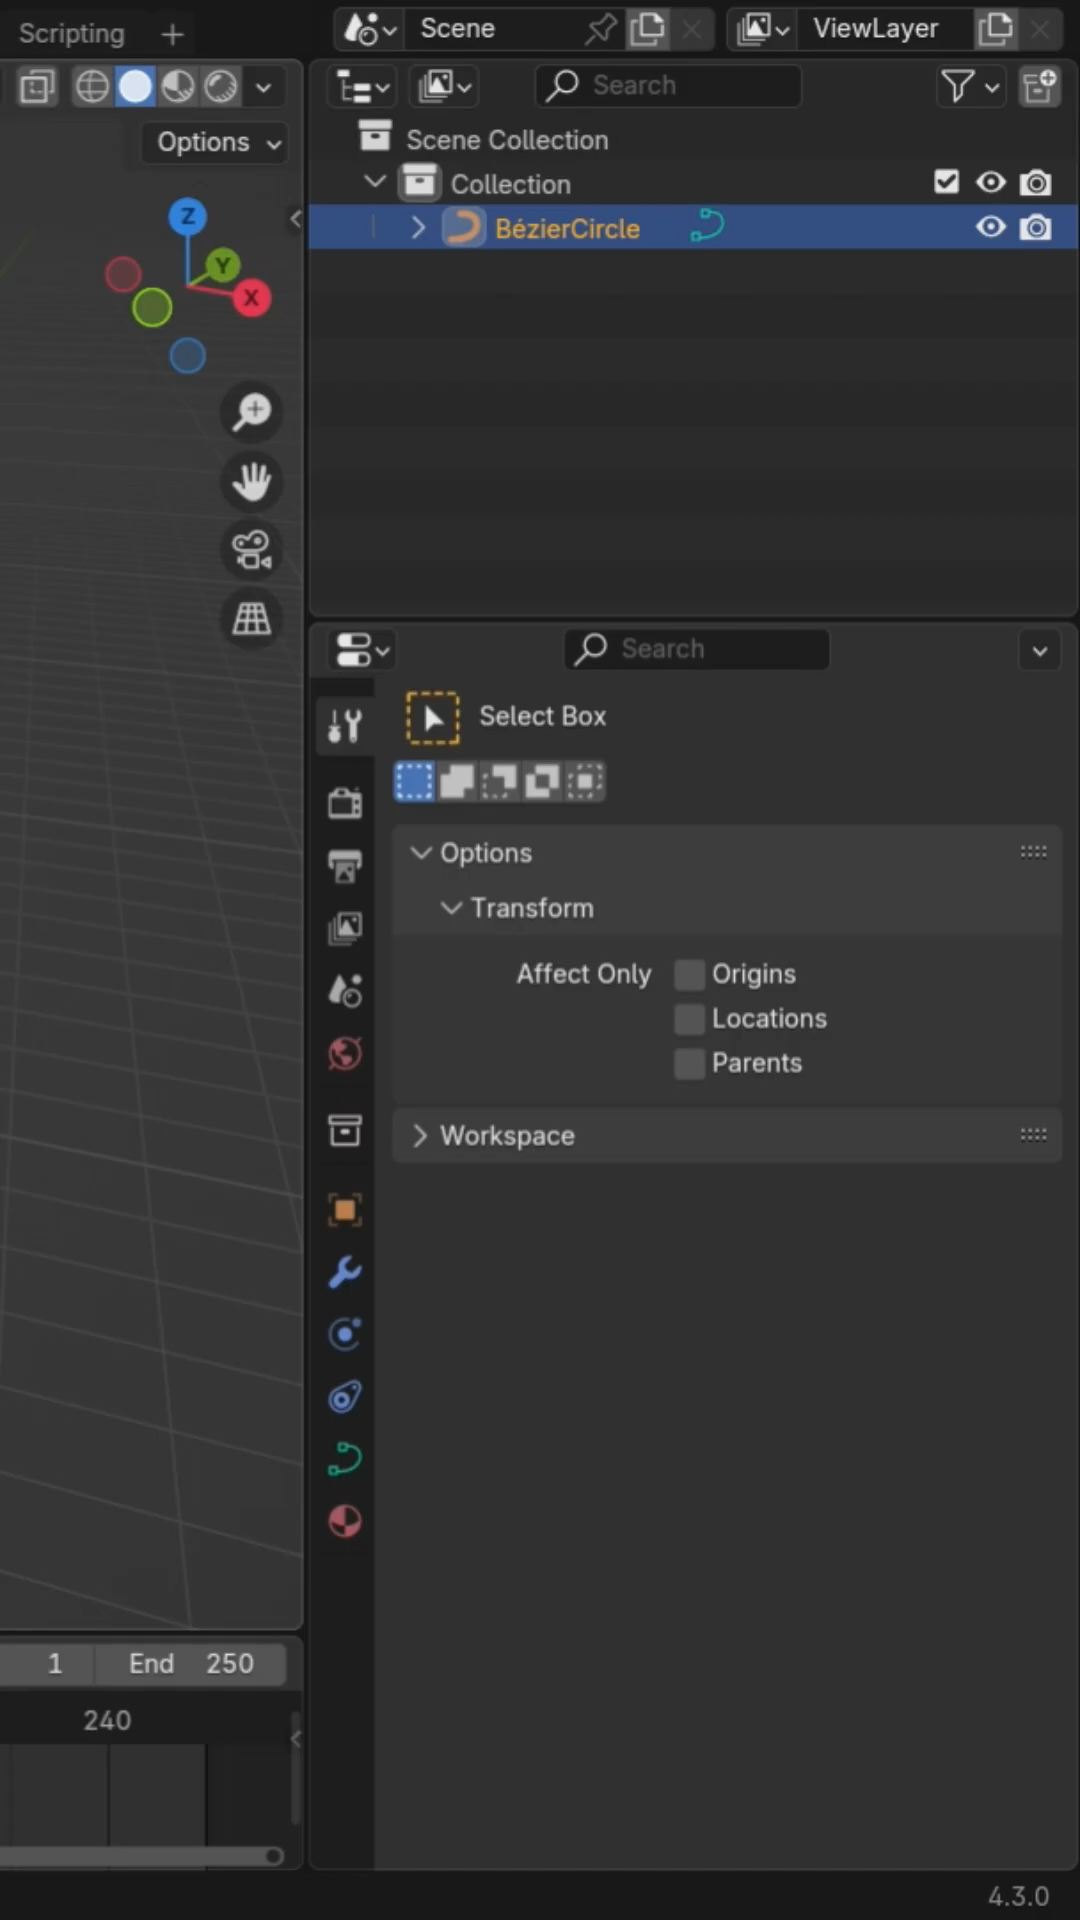 Scripting +
Scene
ViewLayer
Search
Options
Scene Collection
Collection
BézierCircle
Z
Y
X
Search
Select Box
Options
Transform
Affect Only Origins
Locations
Parents
Workspace
1 End 250
240
4.3.0